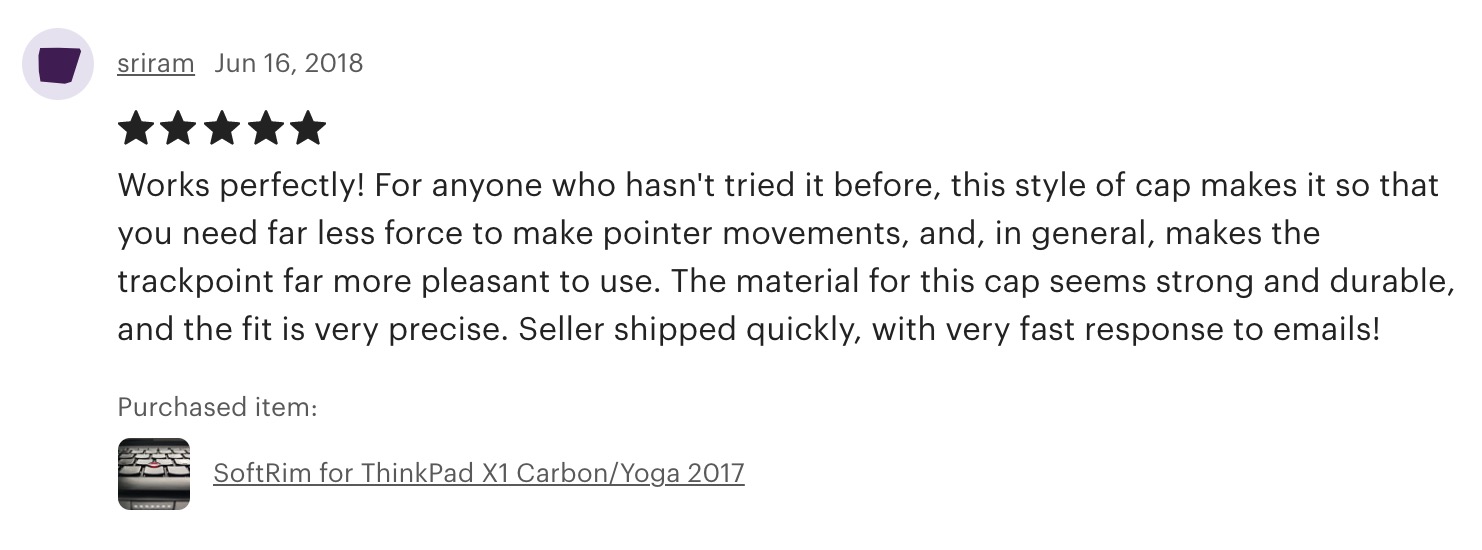 sriram Jun 16, 2018
Works perfectly! For anyone who hasn't tried it before, this style of cap makes it so that
you need far less force to make pointer movements, and, in general, makes the
trackpoint far more pleasant to use. The material for this cap seems strong and durable,
and the fit is very precise. Seller shipped quickly, with very fast response to emails!
Purchased item:
SoftRim for ThinkPad X1 Carbon/Yoga 2017